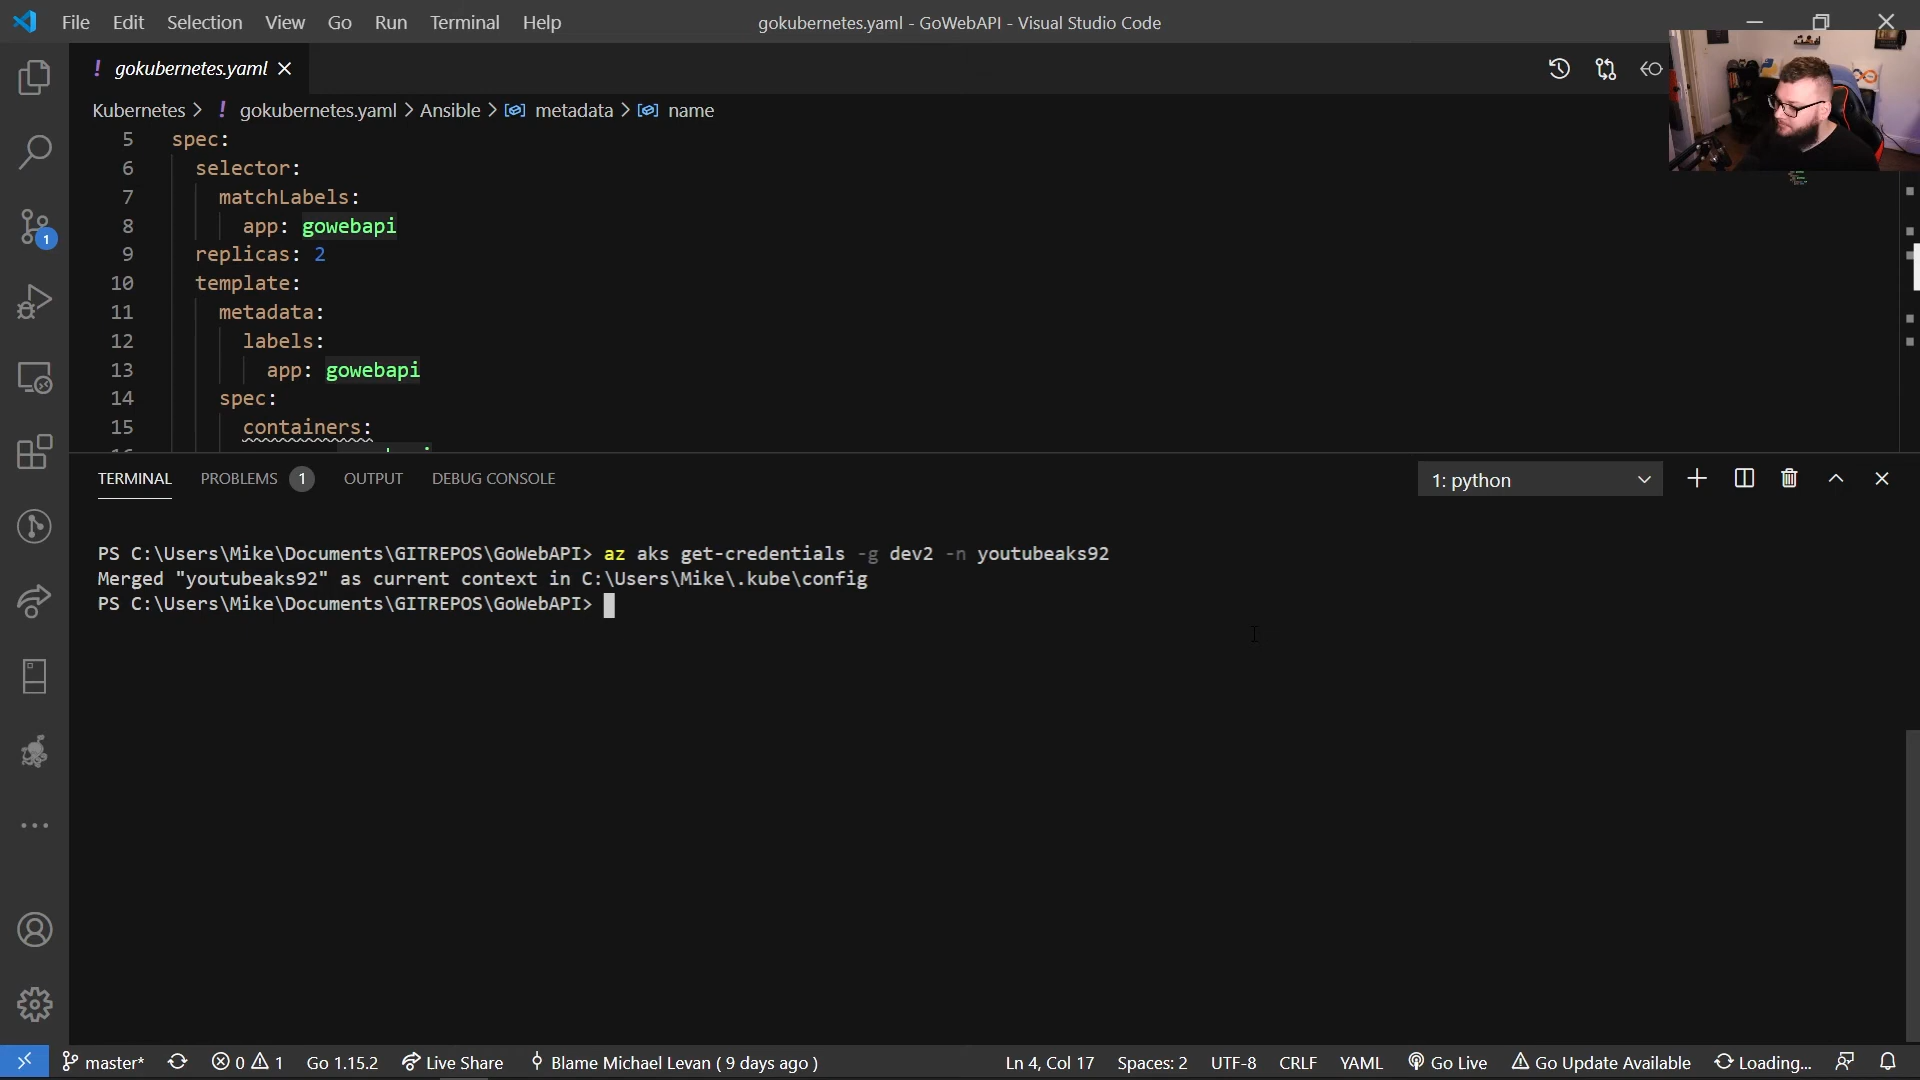 File Edit Selection View Go Run Terminal Help
gokubernetes.yaml - GoWebAPI - Visual Studio Code
! gokubernetes.yaml
Kubernetes > ! gokubernetes.yaml > Ansible > metadata > name
5 spec:
6 selector:
7 matchLabels:
8 app: gowebapi
9 replicas: 2
10 template:
11 metadata:
12 labels:
13 app: gowebapi
14 spec:
15 containers:
TERMINAL PROBLEMS 1 OUTPUT DEBUG CONSOLE
1: python
PS C:\Users\Mike\Documents\GITREPOS\GoWebAPI> az aks get-credentials -g dev2 -n youtubeaks92
Merged "youtubeaks92" as current context in C:\Users\Mike\.kube\config
PS C:\Users\Mike\Documents\GITREPOS\GoWebAPI>
1
master* 0 1 Go 1.15.2 Live Share Blame Michael Levan ( 9 days ago )
Ln 4, Col 17 Spaces: 2 UTF-8 CRLF YAML Go Live Go Update Available Loading...